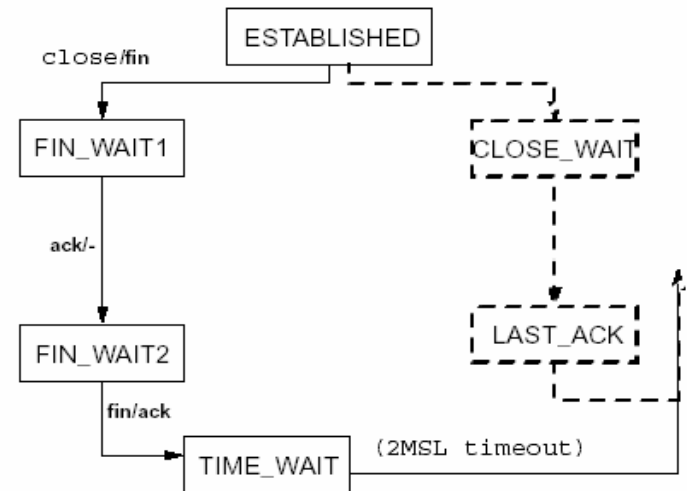 ESTABLISHED
close/fin
FIN_WAIT1
CLOSE_WAIT
ack/-
LAST_ACK
FIN_WAIT2
fin/ack
(2MSL timeout)
TIME_WAIT